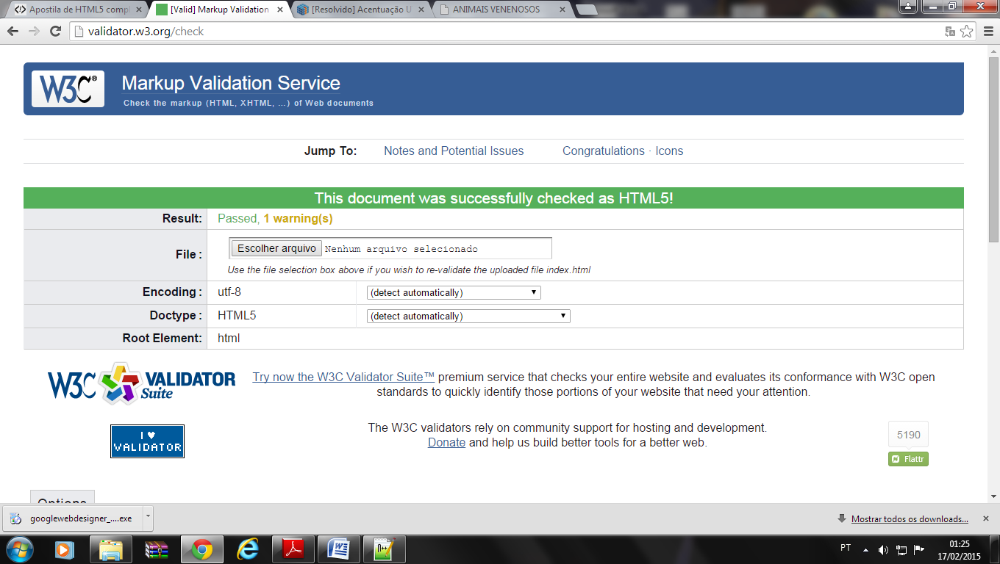 Apostila de HTML5 compl
[Valid] Markup Validation
[Resolvido] Acentuação U
ANIMAIS VENENOSOS
validator.w3.org/check
W3C® Markup Validation Service
Check the markup (HTML, XHTML, …) of Web documents
Jump To: Notes and Potential Issues Congratulations · Icons
This document was successfully checked as HTML5!
Result: Passed, 1 warning(s)
File : Escolher arquivo Nenhum arquivo selecionado
Use the file selection box above if you wish to re-validate the uploaded file index.html
Encoding : utf-8 (detect automatically)
Doctype : HTML5 (detect automatically)
Root Element: html
W3C VALIDATOR Suite
Try now the W3C Validator Suite™ premium service that checks your entire website and evaluates its conformance with W3C open
standards to quickly identify those portions of your website that need your attention.
I ♥
VALIDATOR
The W3C validators rely on community support for hosting and development.
Donate and help us build better tools for a better web.
5190
Flattr
Options
googlewebdesigner_....exe
Mostrar todos os downloads...
PT
01:25
17/02/2015